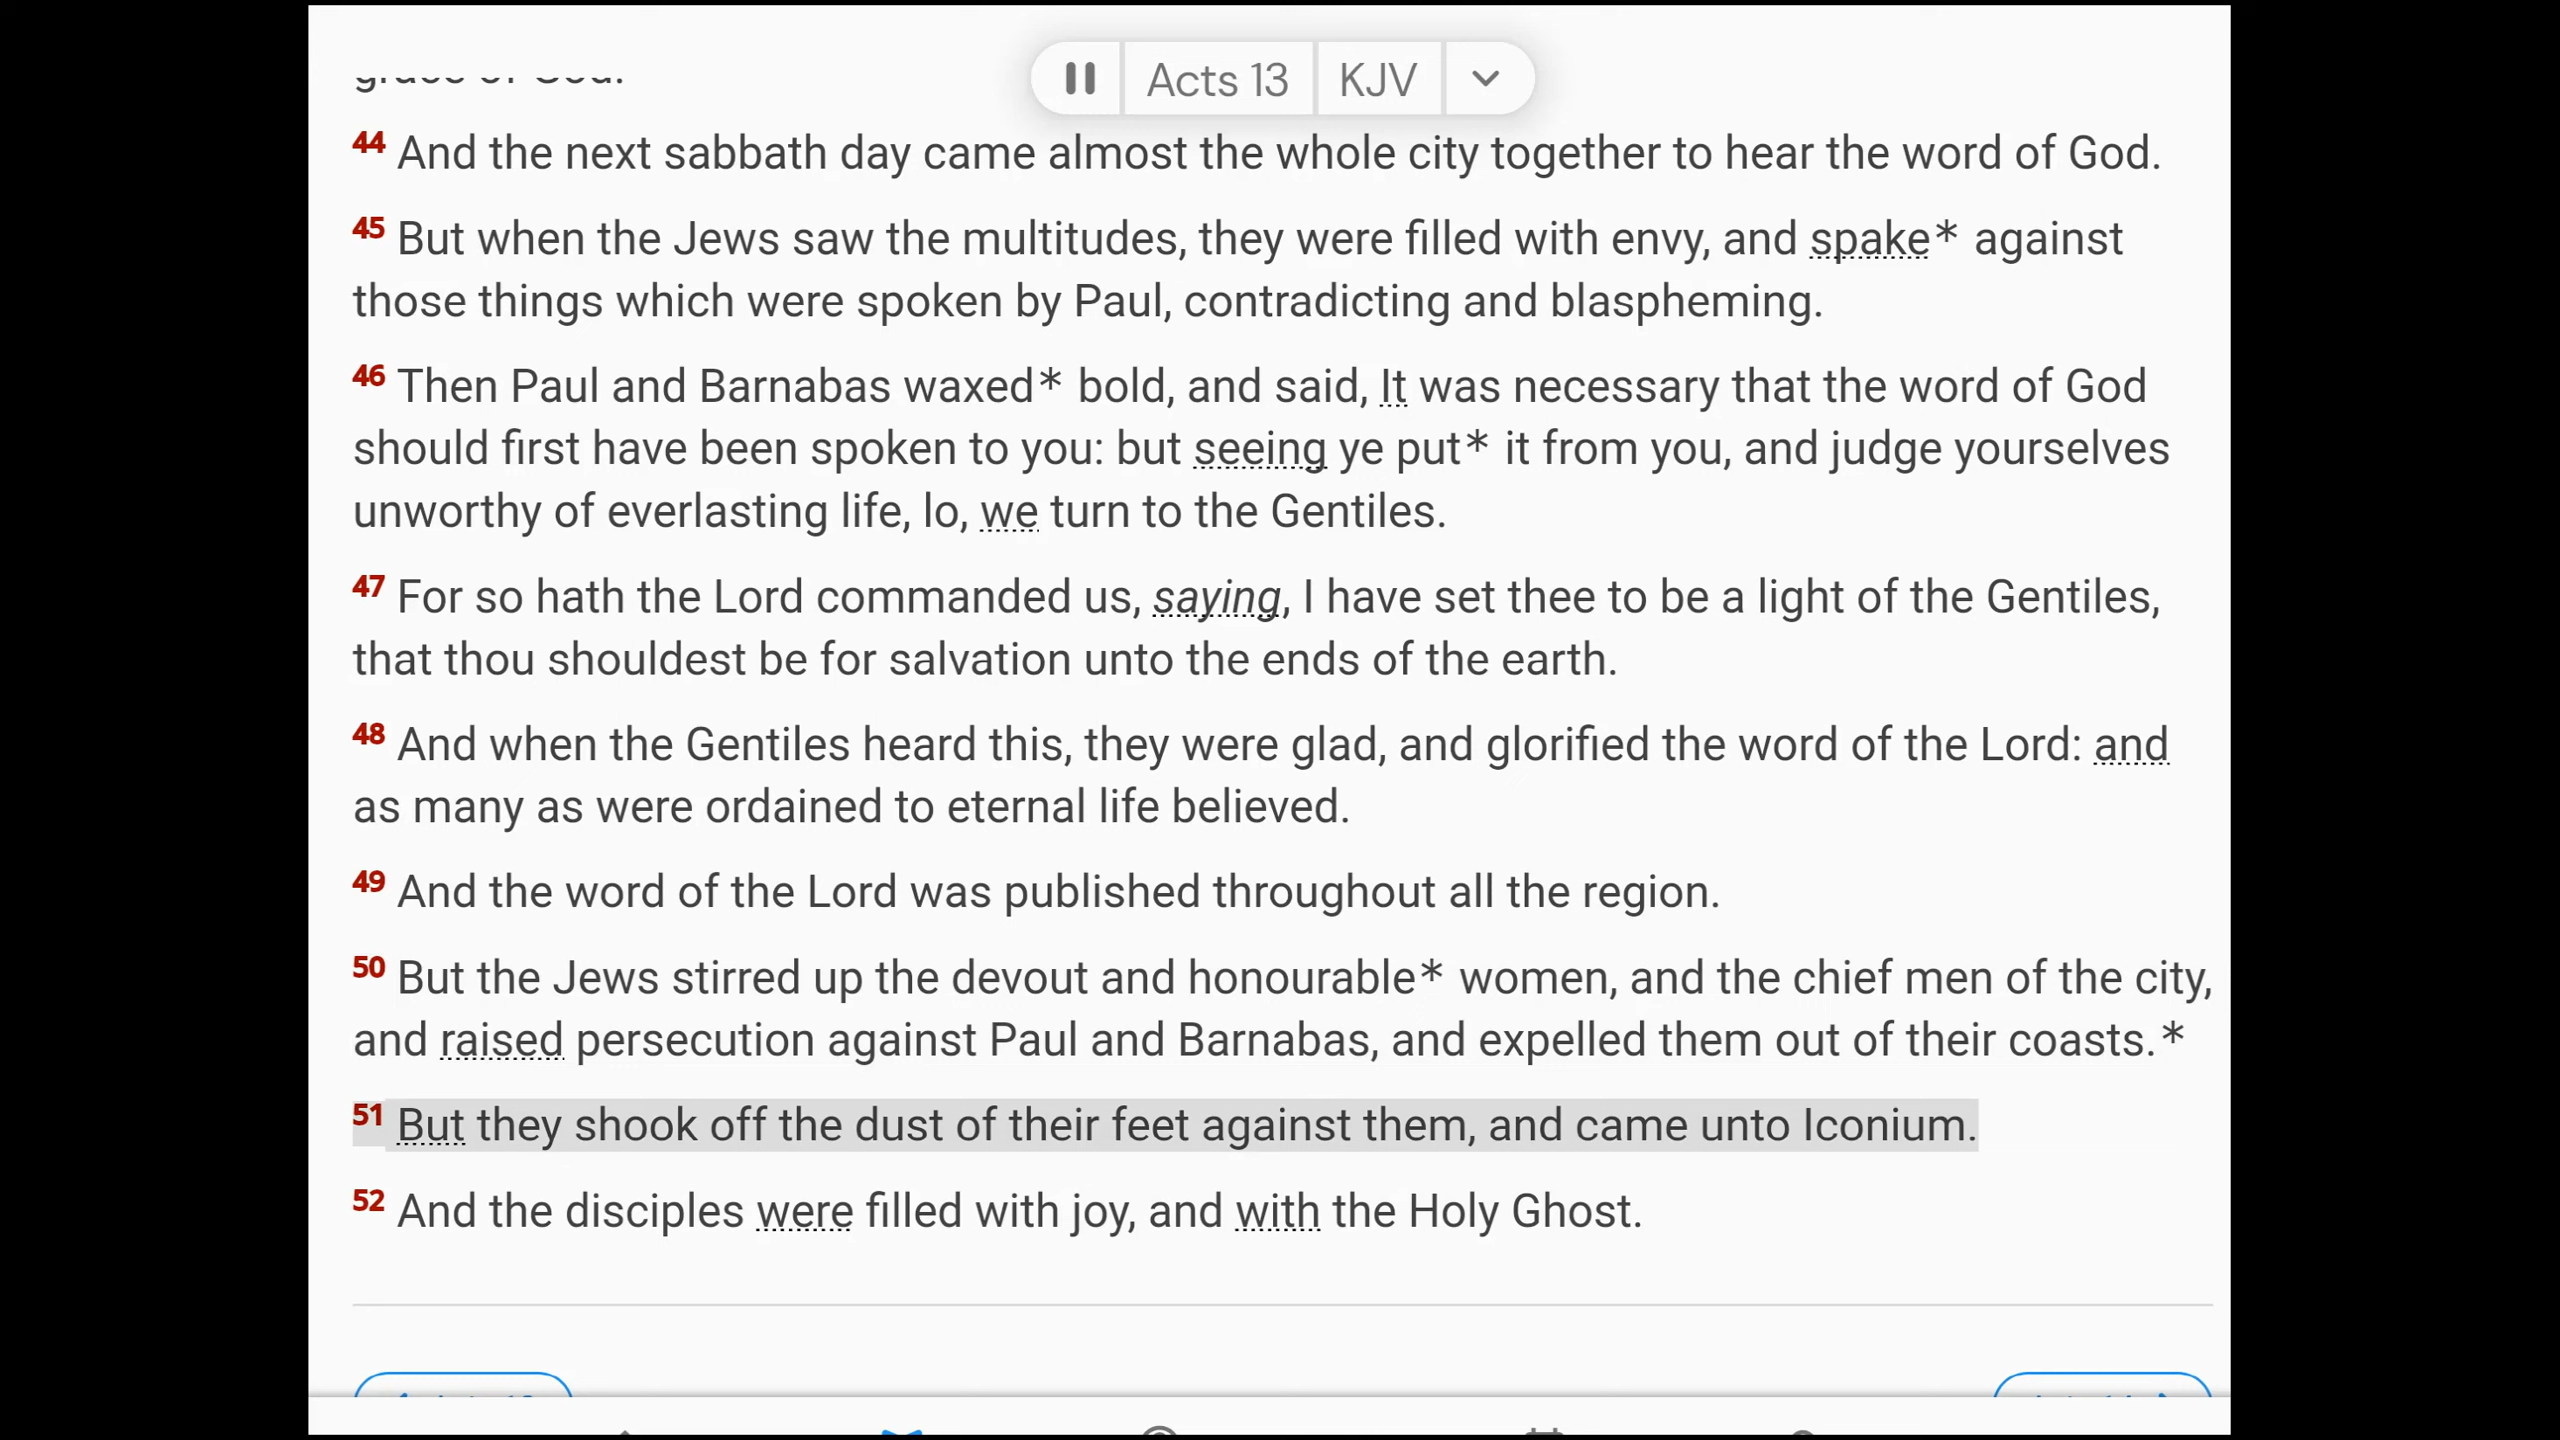 grace of God.
Acts 13 KJV
44 And the next sabbath day came almost the whole city together to hear the word of God.
45 But when the Jews saw the multitudes, they were filled with envy, and spake* against
those things which were spoken by Paul, contradicting and blaspheming.
46 Then Paul and Barnabas waxed* bold, and said, It was necessary that the word of God
should first have been spoken to you: but seeing ye put* it from you, and judge yourselves
unworthy of everlasting life, lo, we turn to the Gentiles.
47 For so hath the Lord commanded us, saying, I have set thee to be a light of the Gentiles,
that thou shouldest be for salvation unto the ends of the earth.
48 And when the Gentiles heard this, they were glad, and glorified the word of the Lord: and
as many as were ordained to eternal life believed.
49 And the word of the Lord was published throughout all the region.
50 But the Jews stirred up the devout and honourable* women, and the chief men of the city,
and raised persecution against Paul and Barnabas, and expelled them out of their coasts.*
51 But they shook off the dust of their feet against them, and came unto Iconium.
52 And the disciples were filled with joy, and with the Holy Ghost.